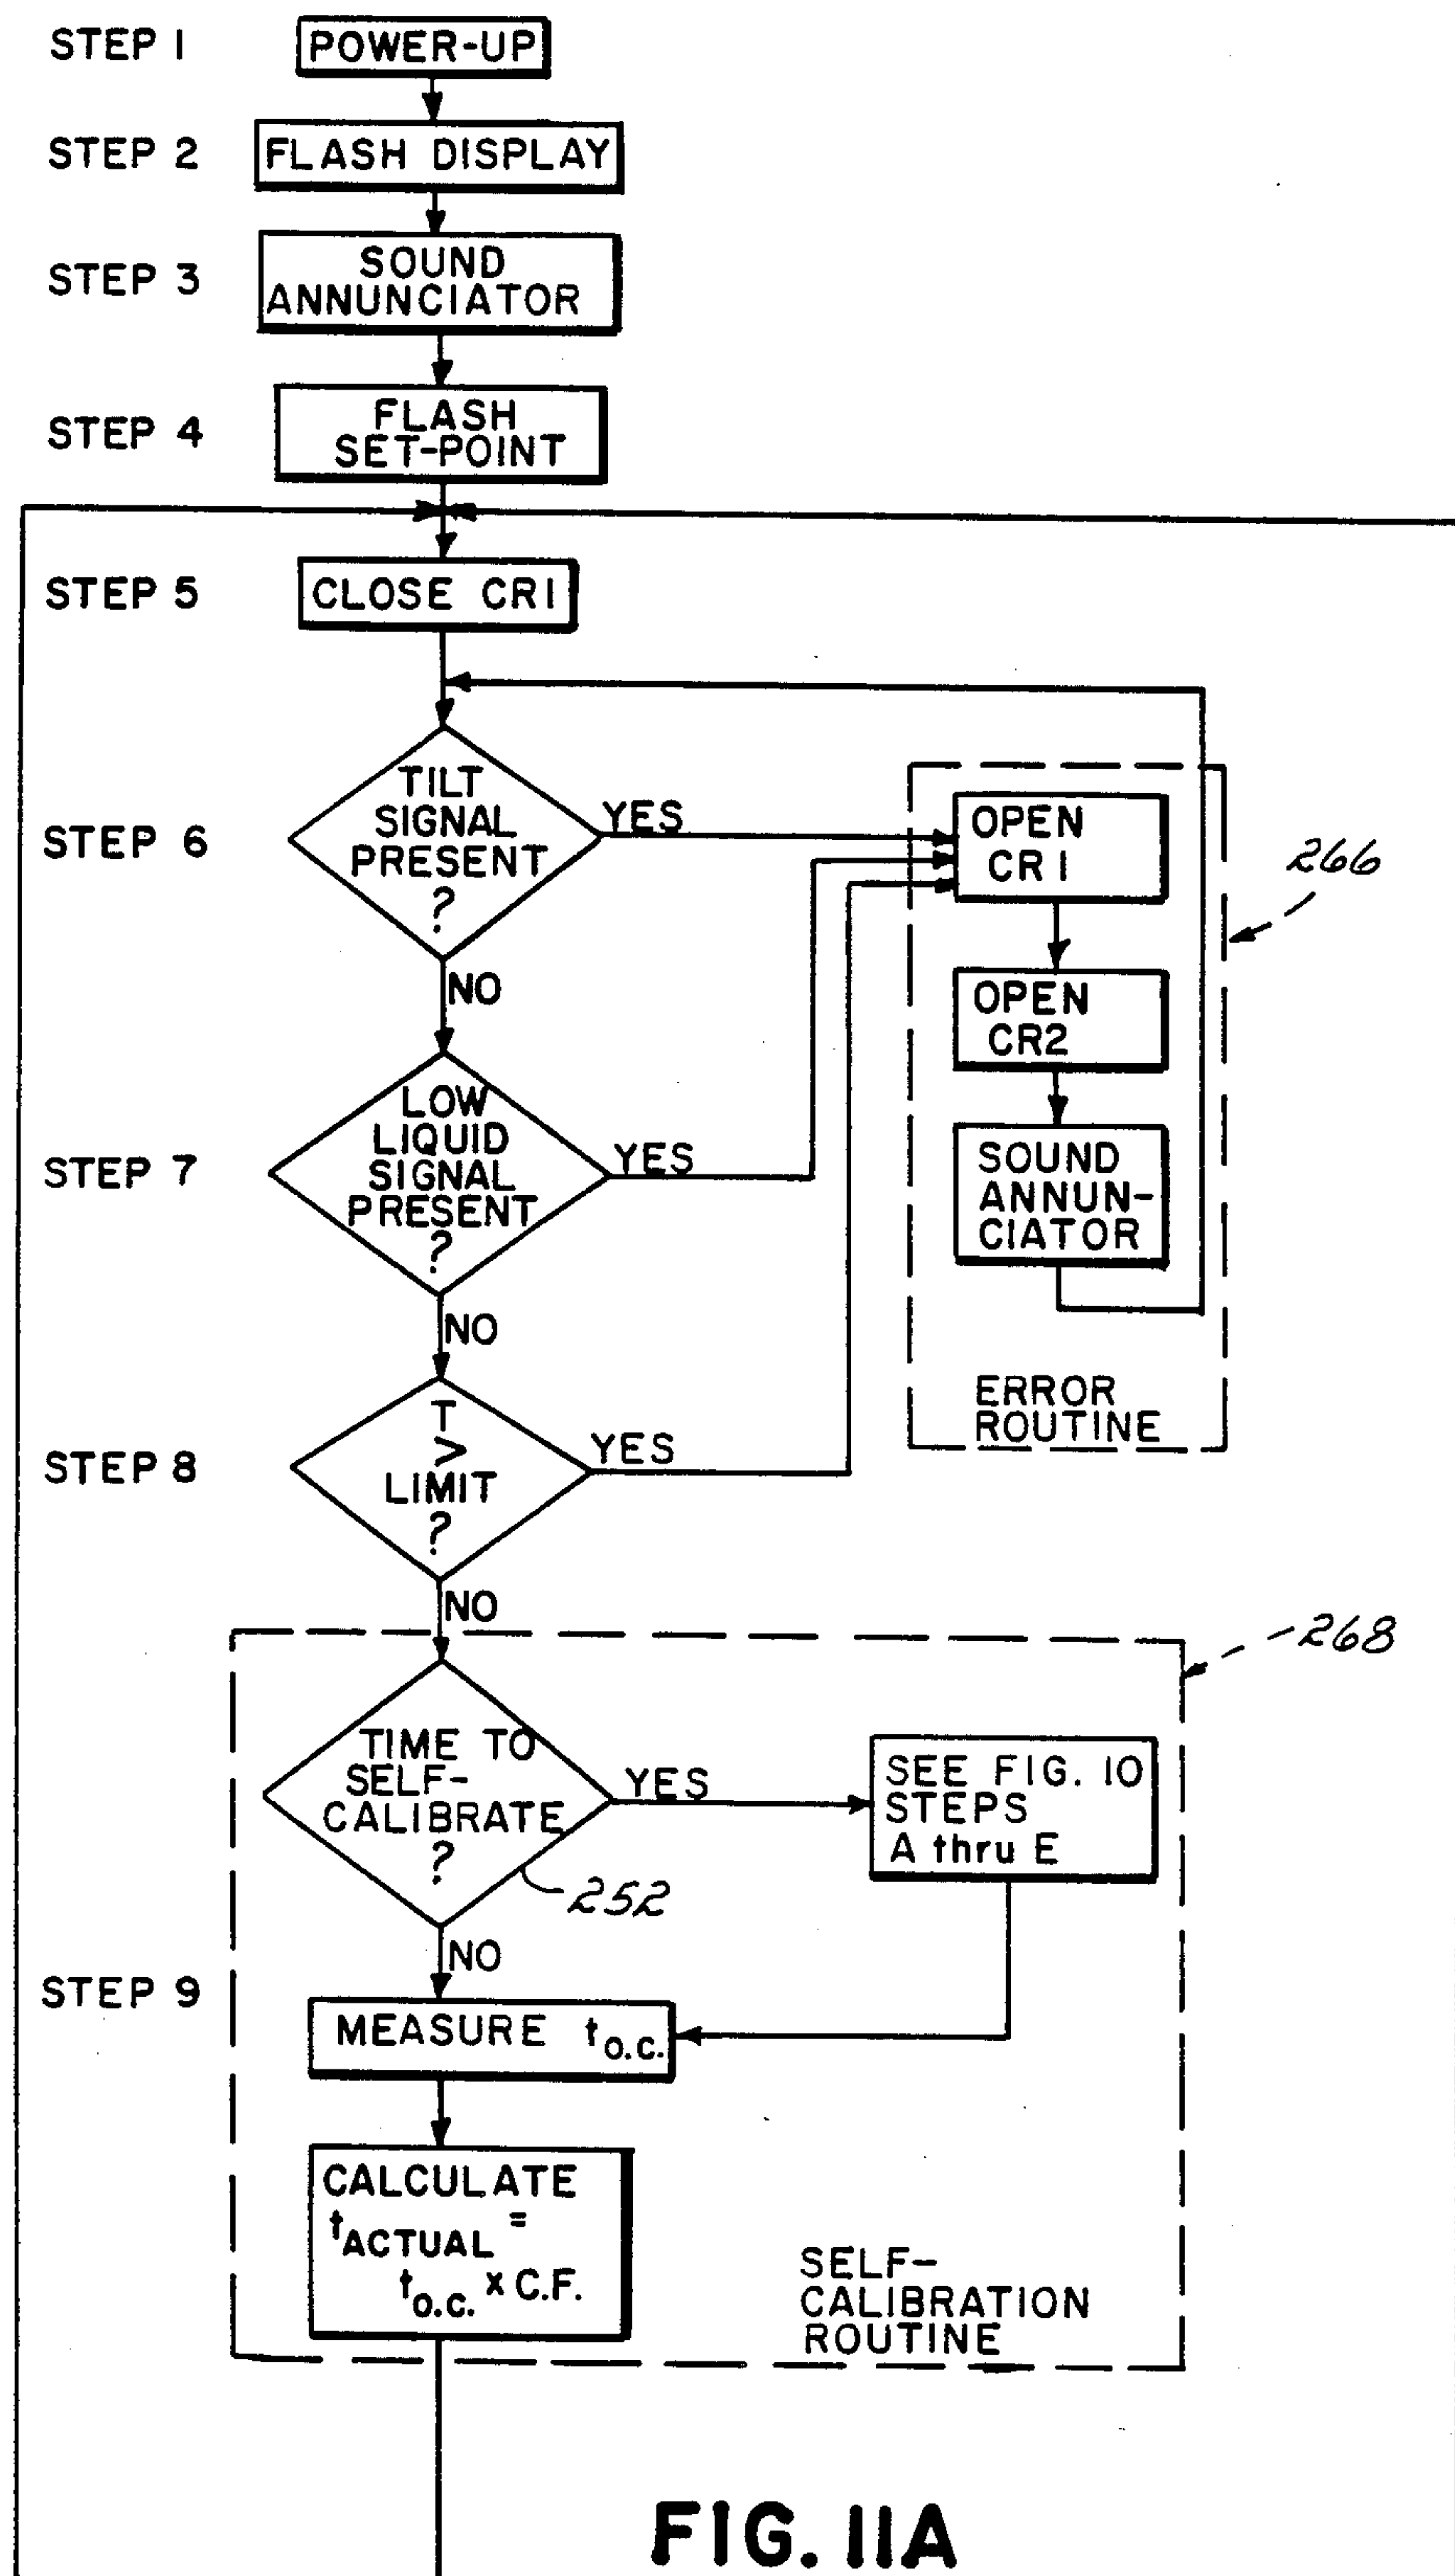 STEP 1
POWER-UP
STEP 2
FLASH DISPLAY
STEP 3
SOUND
ANNUNCIATOR
STEP 4
FLASH
SET-POINT
STEP 5
CLOSE CR1
STEP 6
TILT
SIGNAL
PRESENT
?
YES
OPEN
CR1
266
NO
OPEN
CR2
STEP 7
LOW
LIQUID
SIGNAL
PRESENT
?
YES
SOUND
ANNUN-
CIATOR
NO
ERROR
ROUTINE
STEP 8
T
>
LIMIT
?
YES
NO
268
TIME TO
SELF-
CALIBRATE
?
YES
SEE FIG. 10
STEPS
A thru E
252
NO
STEP 9
MEASURE to.c.
CALCULATE
tACTUAL =
to.c. x C.F.
SELF-
CALIBRATION
ROUTINE
FIG. 11A